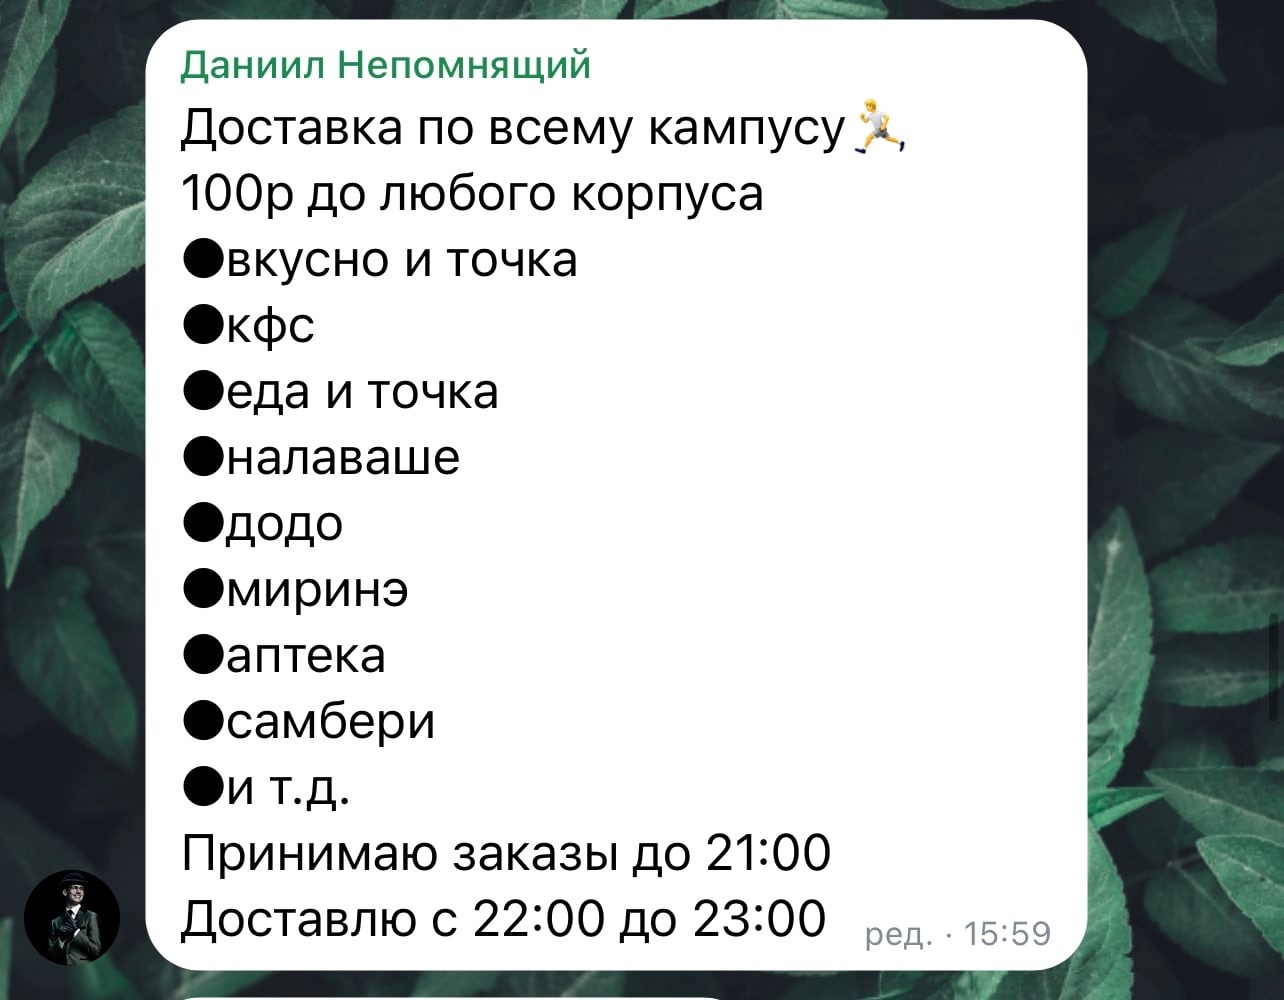 Даниил Непомнящий
Доставка по всему кампусу🏃
100р до любого корпуса
●вкусно и точка
●кфс
●еда и точка
●налаваше
●додо
●миринэ
●аптека
●самбери
●и т.д.
Принимаю заказы до 21:00
Доставлю с 22:00 до 23:00
ред. · 15:59